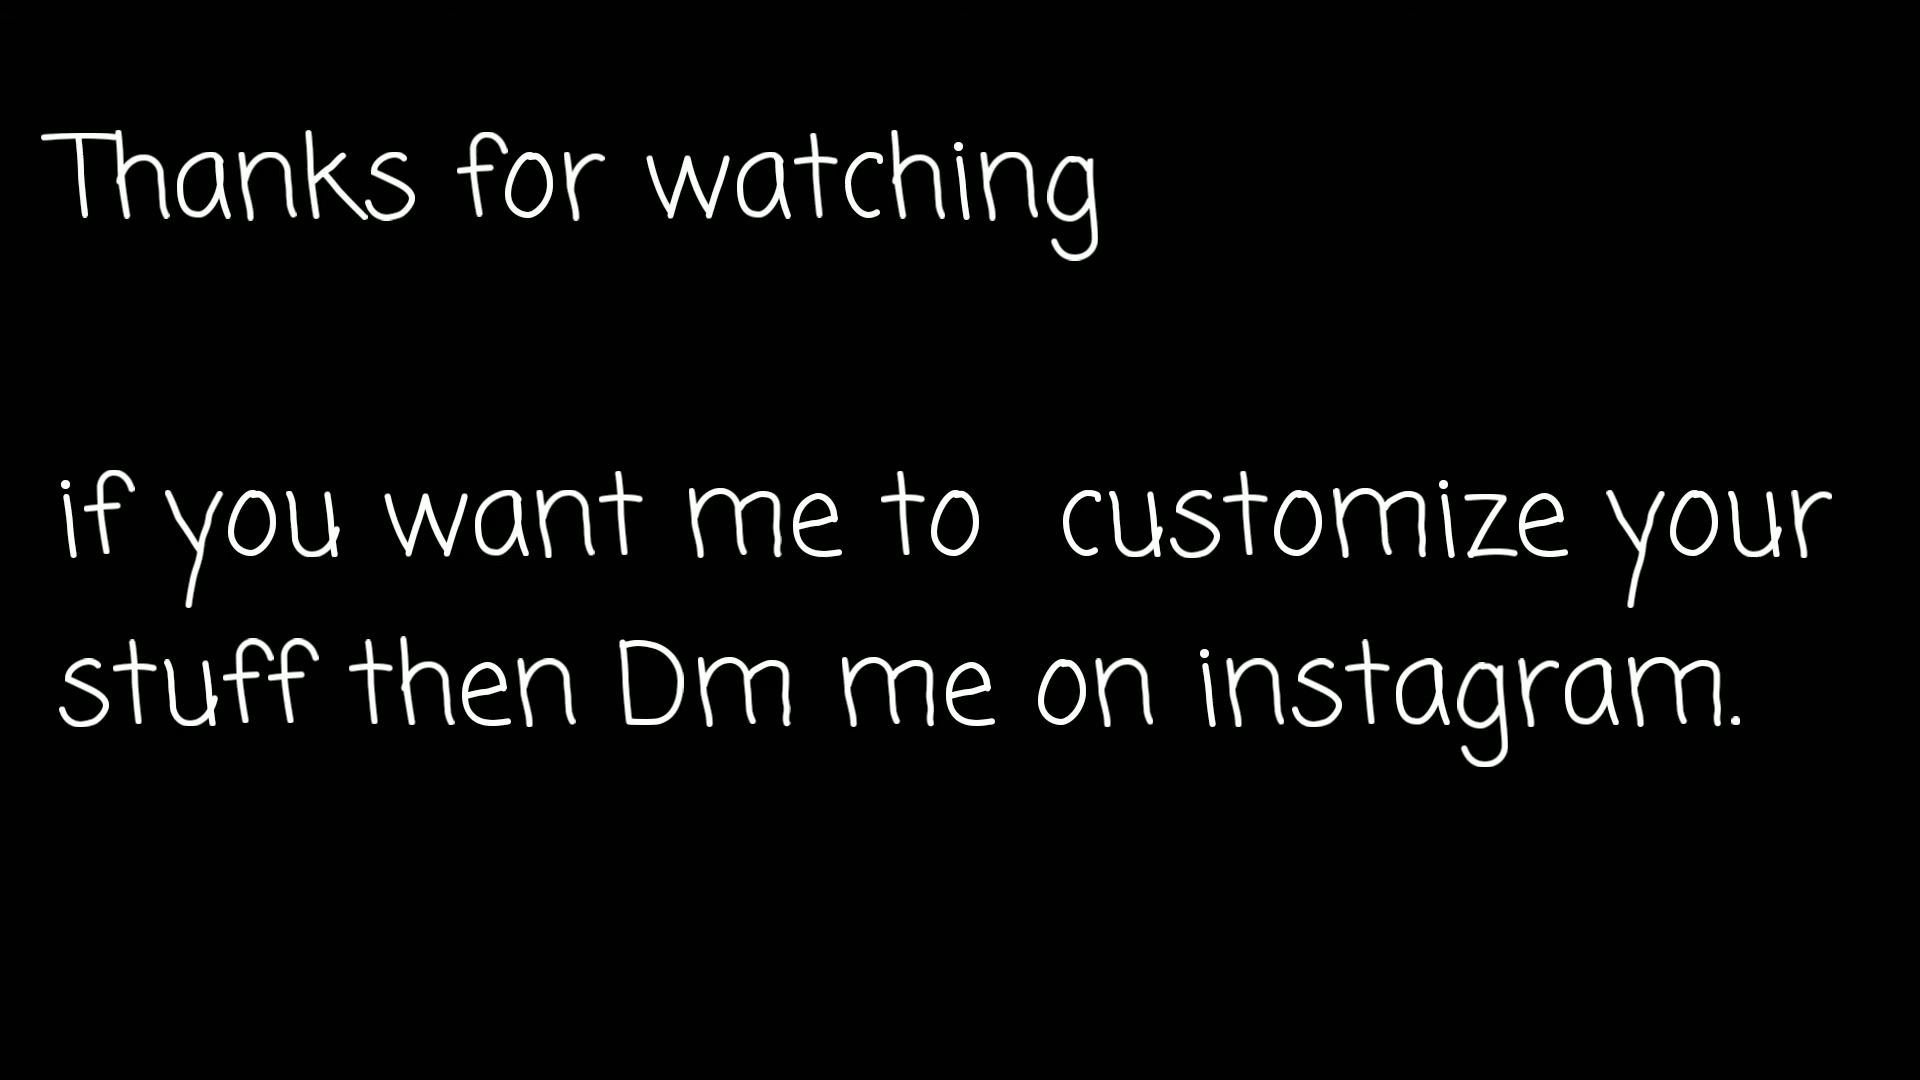 Thanks for watching
if you want me to customize your
stuff then Dm me on instagram.